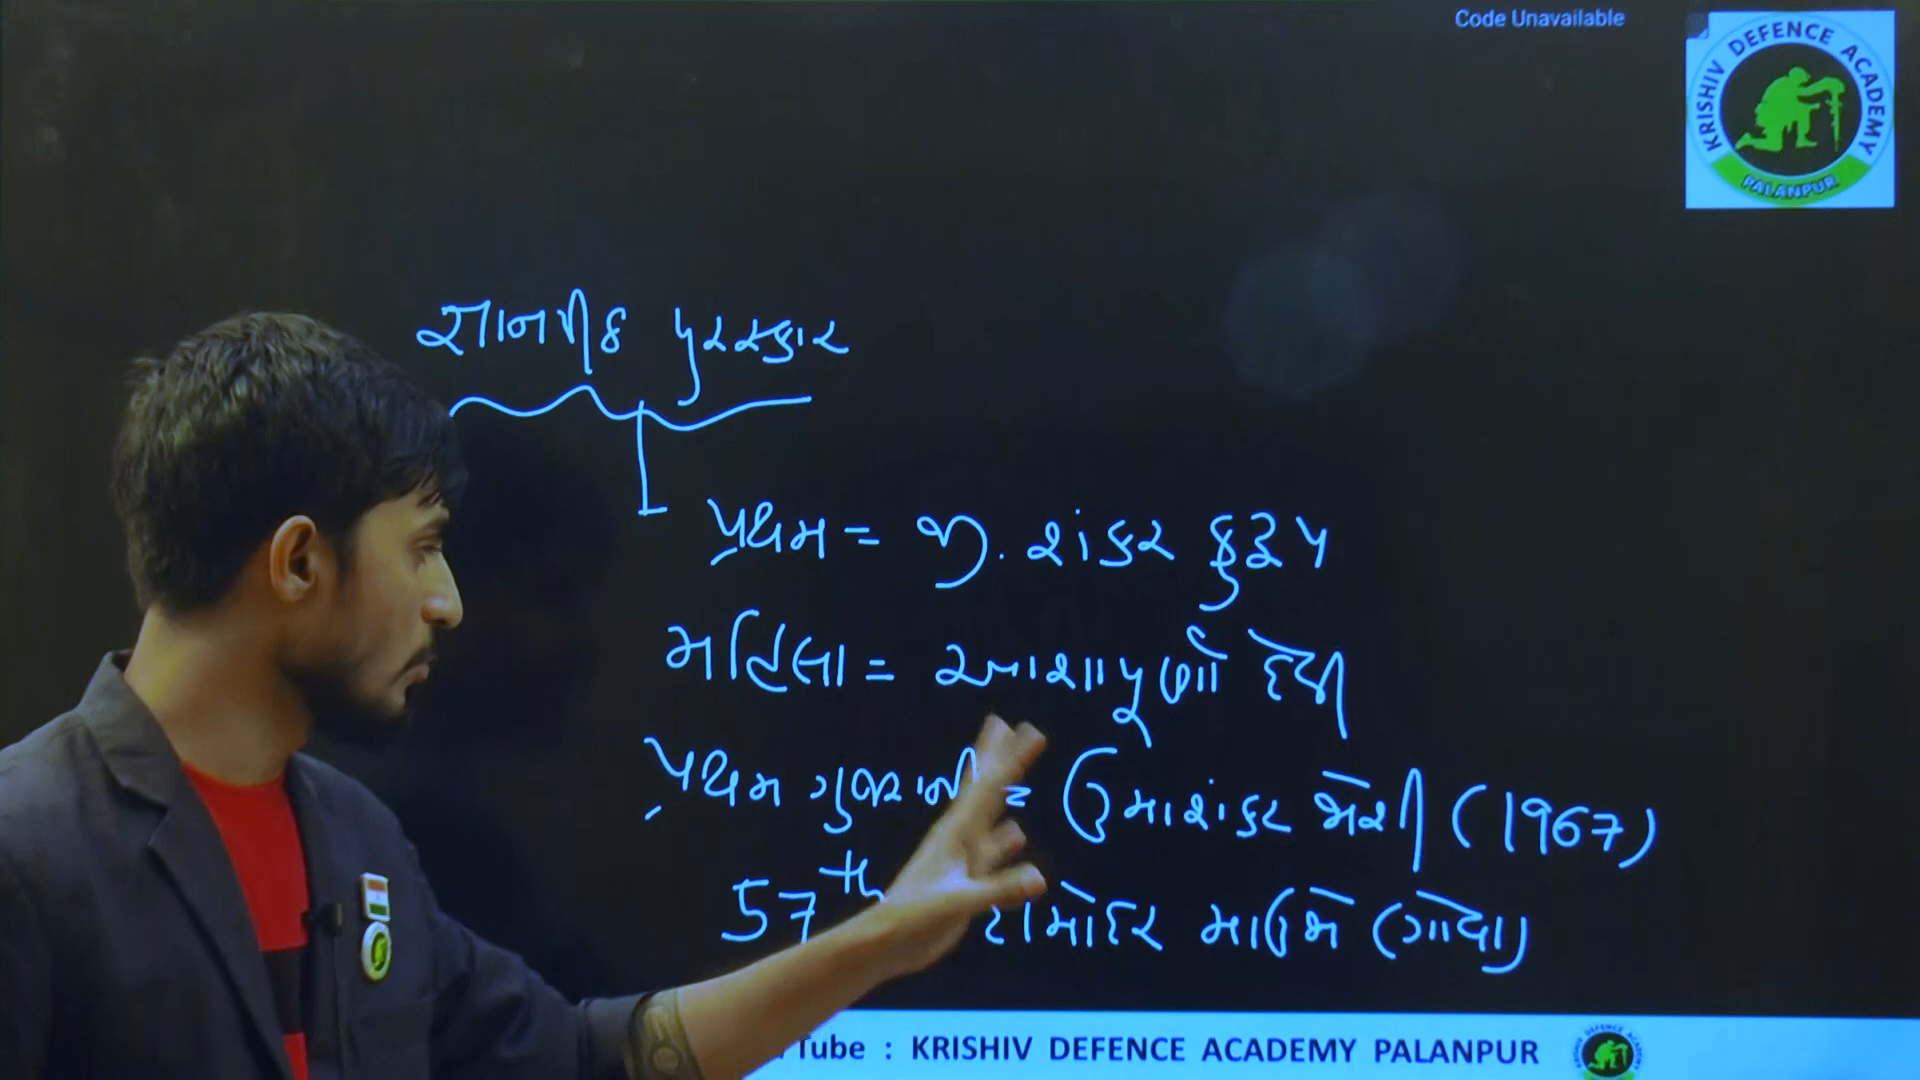 Code Unavailable
KRISHIV DEFENCE ACADEMY
PALANPUR
જ્ઞાનપીઠ પુરસ્કાર
પ્રથમ = જી. શંકર કુરૂપ
મહિલા = આશાપૂર્ણા દેવી
પ્રથમ ગુજરાતી = ઉમાશંકર જોશી (1967)
57th દામોદર માઉજો (ગોવા)
Tube : KRISHIV DEFENCE ACADEMY PALANPUR